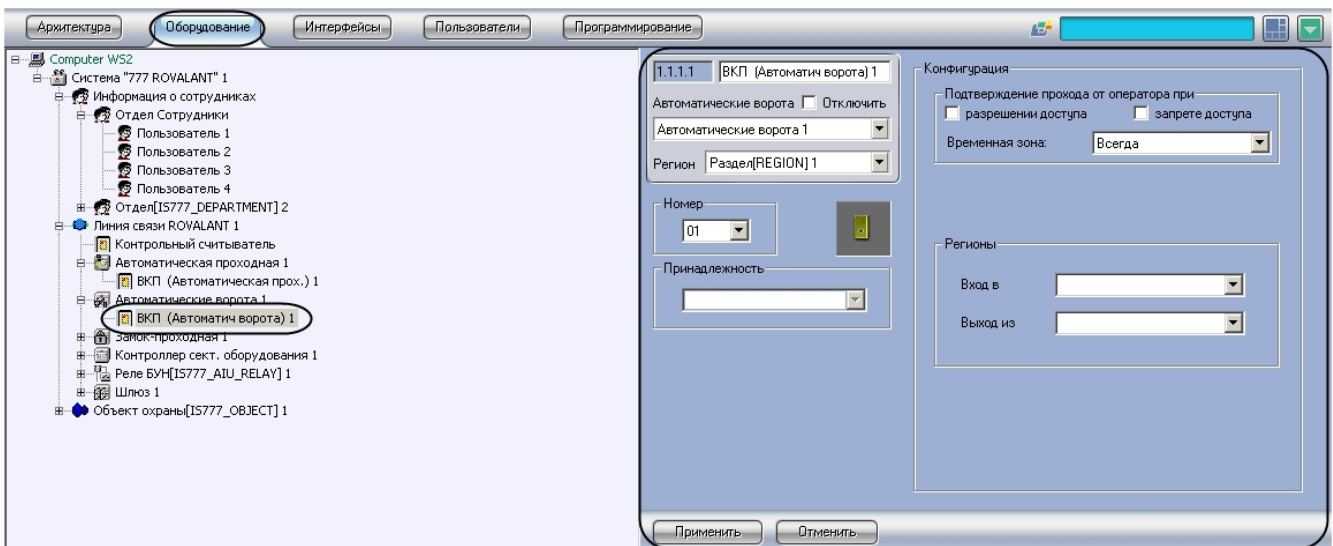 Архитектура Оборудование Интерфейсы Пользователи Программирование
Computer WS2
Система "777 ROVALANT" 1
Информация о сотрудниках
Отдел Сотрудники
Пользователь 1
Пользователь 2
Пользователь 3
Пользователь 4
Отдел[IS777_DEPARTMENT] 2
Линия связи ROVALANT 1
Контрольный считыватель
Автоматическая проходная 1
ВКП (Автоматическая прох.) 1
Автоматические ворота 1
ВКП (Автоматич ворота) 1
Замок-проходная 1
Контроллер сект. оборудования 1
Реле БУН[IS777_AIU_RELAY] 1
Шлюз 1
Объект охраны[IS777_OBJECT] 1
1.1.1.1 ВКП (Автоматич ворота) 1
Автоматические ворота Отключить
Автоматические ворота 1
Регион Раздел[REGION] 1
Номер
01
Принадлежность
Конфигурация
Подтверждение прохода от оператора при
разрешении доступа запрете доступа
Временная зона: Всегда
Регионы
Вход в
Выход из
Применить Отменить